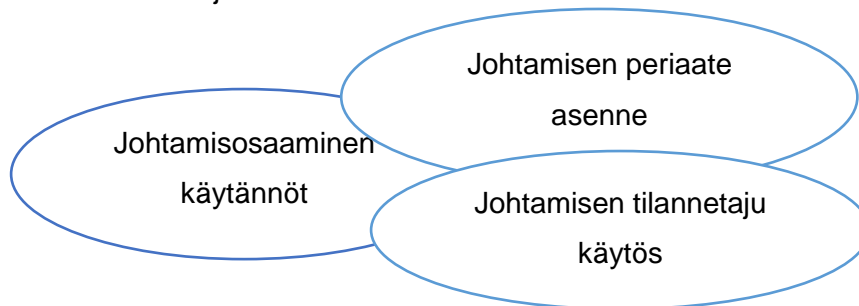 Johtamisen periaate
asenne
Johtamisosaaminen
käytännöt
Johtamisen tilannetaju
käytös